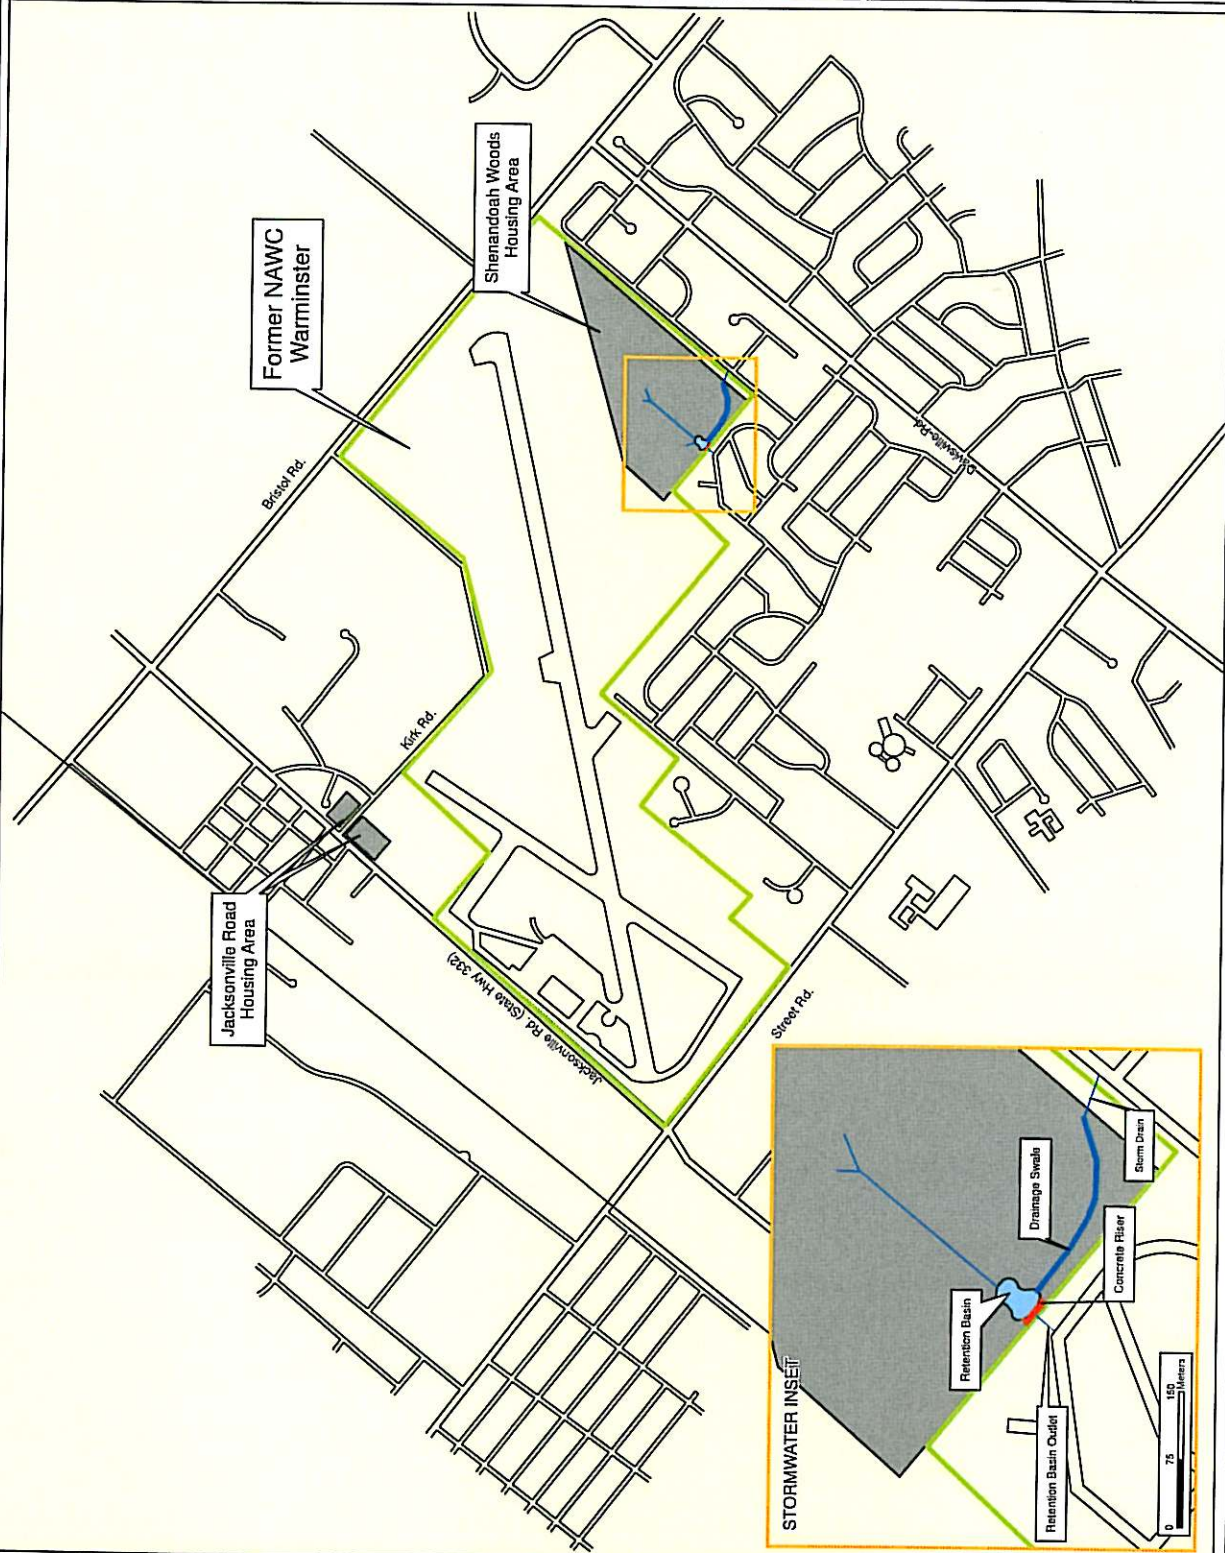 Former NAWC
Warminster
Shenandoah Woods
Housing Area
Bristol Rd.
Kirk Rd.
Jacksonville Road
Housing Area
Jacksonville Rd. (State Hwy 332)
Davisville Rd.
Street Rd.
STORMWATER INSET
Retention Basin
Drainage Swale
Storm Drain
Concrete Riser
Retention Basin Outlet
0 75 150
Meters